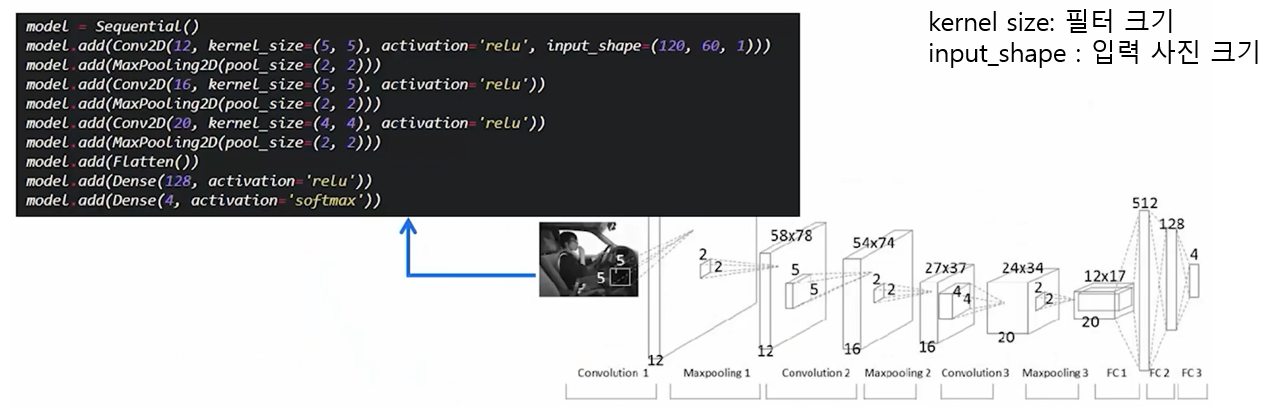 model = Sequential()
model.add(Conv2D(12, kernel_size=(5, 5), activation='relu', input_shape=(120, 60, 1)))
model.add(MaxPooling2D(pool_size=(2, 2)))
model.add(Conv2D(16, kernel_size=(5, 5), activation='relu'))
model.add(MaxPooling2D(pool_size=(2, 2)))
model.add(Conv2D(20, kernel_size=(4, 4), activation='relu'))
model.add(MaxPooling2D(pool_size=(2, 2)))
model.add(Flatten())
model.add(Dense(128, activation='relu'))
model.add(Dense(4, activation='softmax'))
kernel size: 필터 크기
input_shape : 입력 사진 크기
5
5
12
2
2
58x78
5
5
12
54x74
2
2
16
27x37
4
4
16
24x34
2
2
20
12x17
20
512
128
4
Convolution 1
Maxpooling 1
Convolution 2
Maxpooling 2
Convolution 3
Maxpooling 3
FC 1
FC 2
FC 3